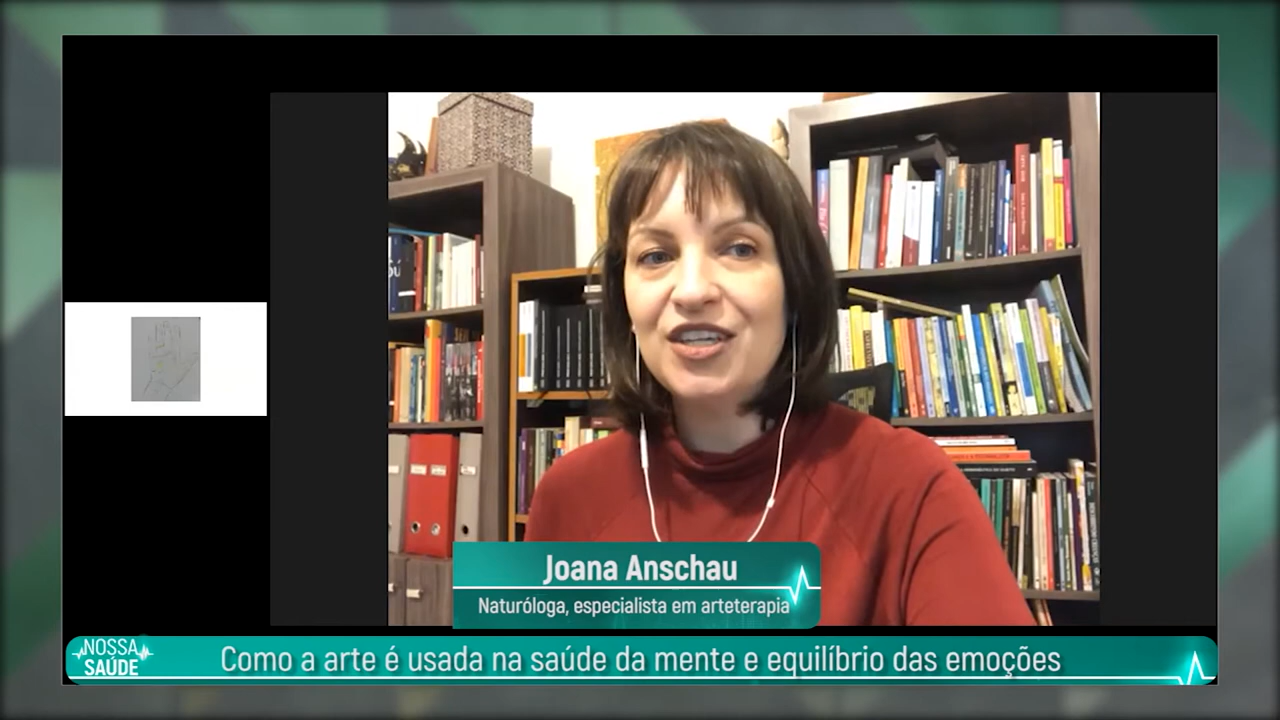 Joana Anschau
Naturóloga, especialista em arteterapia
NOSSA
SAÚDE
Como a arte é usada na saúde da mente e equilíbrio das emoções